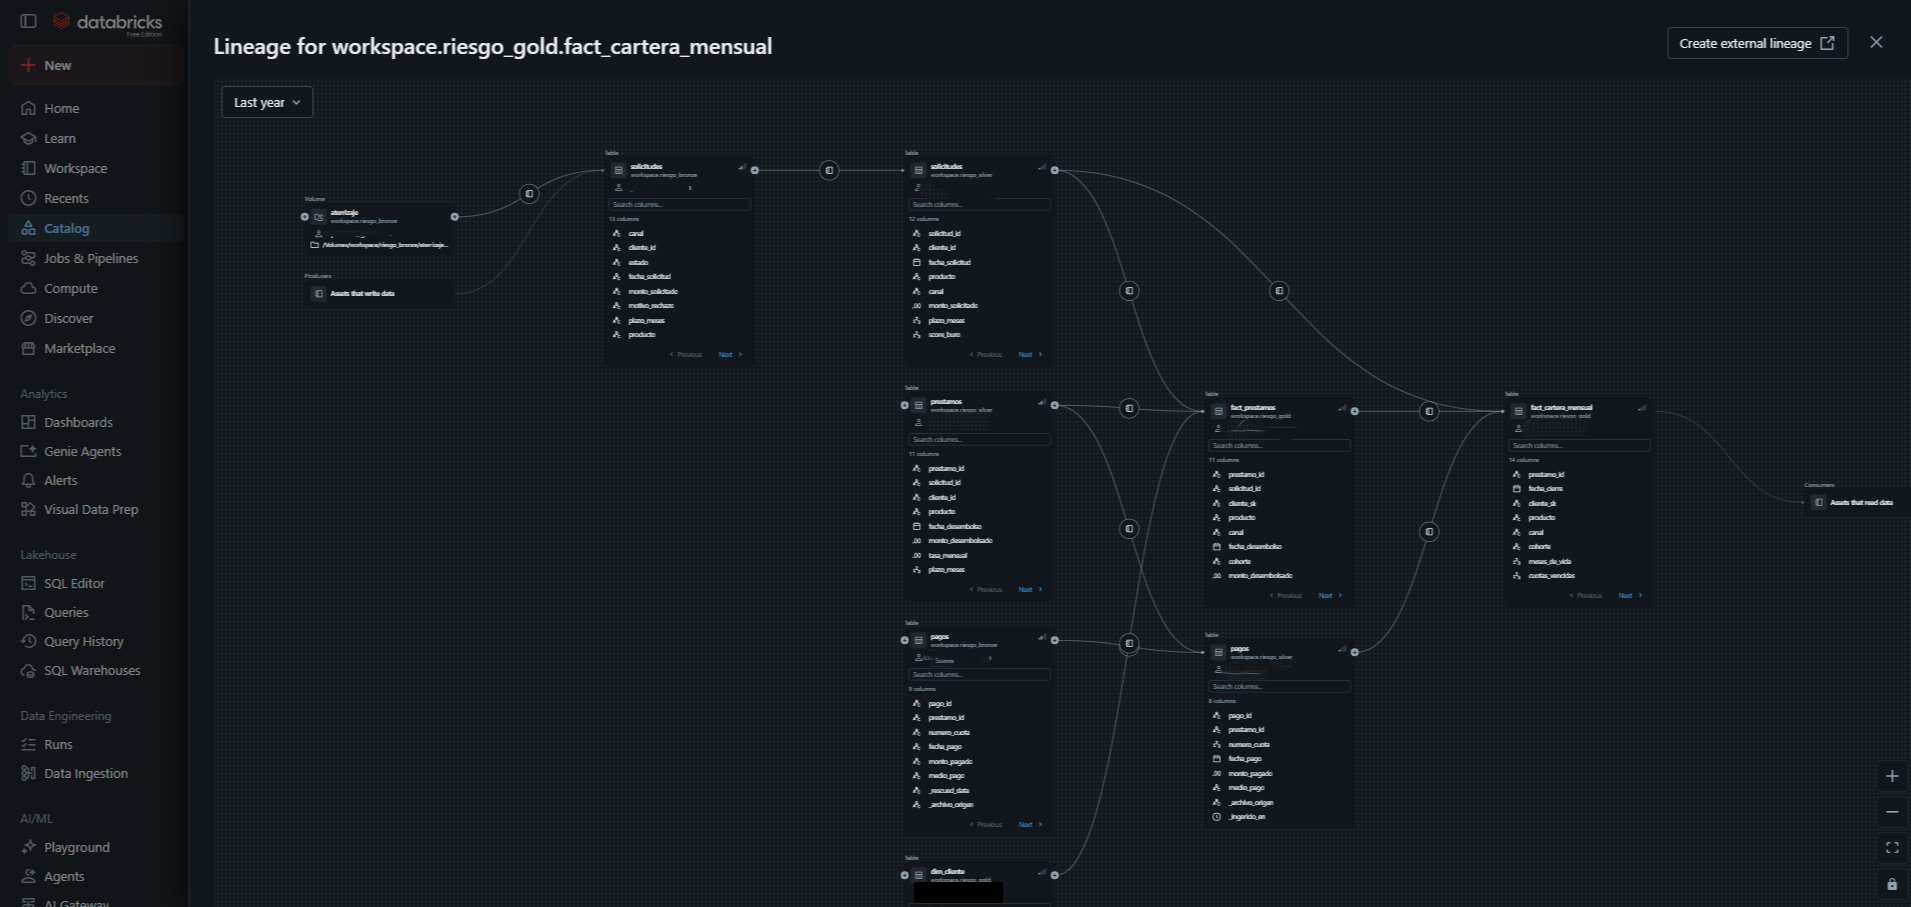 databricks
Free Edition
New
Home
Learn
Workspace
Recents
Catalog
Jobs & Pipelines
Compute
Discover
Marketplace
Analytics
Dashboards
Genie Agents
Alerts
Visual Data Prep
Lakehouse
SQL Editor
Queries
Query History
SQL Warehouses
Data Engineering
Runs
Data Ingestion
AI/ML
Playground
Agents
AI Gateway
Lineage for workspace.riesgo_gold.fact_cartera_mensual
Create external lineage
Last year
Volume
aterrizaje
workspace.riesgo_bronze
/Volumes/workspace/riesgo_bronze/aterrizaje...
Producers
Assets that write data
Table
solicitudes
workspace.riesgo_bronze
Search columns...
13 columns
canal
cliente_id
estado
fecha_solicitud
monto_solicitado
motivo_rechazo
plazo_meses
producto
Previous
Next
Table
solicitudes
workspace.riesgo_silver
Search columns...
12 columns
solicitud_id
cliente_id
fecha_solicitud
producto
canal
monto_solicitado
plazo_meses
score_buro
Previous
Next
Table
prestamos
workspace.riesgo_silver
Search columns...
11 columns
prestamo_id
solicitud_id
cliente_id
producto
fecha_desembolso
monto_desembolsado
tasa_mensual
plazo_meses
Previous
Next
Table
pagos
workspace.riesgo_bronze
Search columns...
9 columns
pago_id
prestamo_id
numero_cuota
fecha_pago
monto_pagado
medio_pago
_rescued_data
_archivo_origen
Previous
Next
Table
dim_cliente
workspace.riesgo_gold
Table
fact_prestamos
workspace.riesgo_gold
Search columns...
11 columns
prestamo_id
solicitud_id
cliente_sk
producto
canal
fecha_desembolso
cohorte
monto_desembolsado
Previous
Next
Table
pagos
workspace.riesgo_silver
Search columns...
8 columns
pago_id
prestamo_id
numero_cuota
fecha_pago
monto_pagado
medio_pago
_archivo_origen
_ingerido_en
Table
fact_cartera_mensual
workspace.riesgo_gold
Search columns...
14 columns
prestamo_id
fecha_cierre
cliente_sk
producto
canal
cohorte
meses_de_vida
cuotas_vencidas
Previous
Next
Consumers
Assets that read data